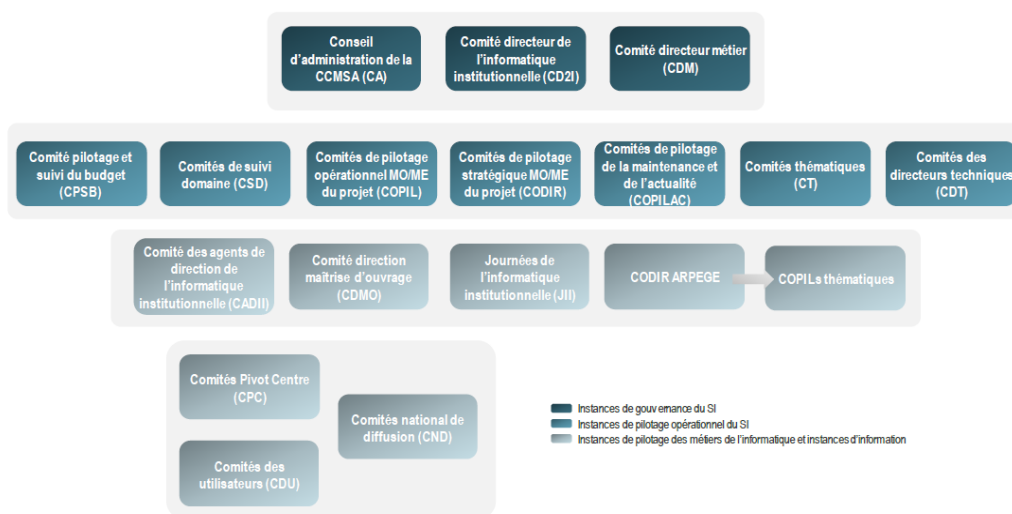 Conseil
d'administration de la
CCMSA (CA)
Comité directeur de
l'informatique
institutionnelle (CD2I)
Comité directeur métier
(CDM)
Comité pilotage et
suivi du budget
(CPSB)
Comités de suivi
domaine (CSD)
Comités de pilotage
opérationnel MO/ME
du projet (COPIL)
Comités de pilotage
stratégique MO/ME
du projet (CODIR)
Comités de pilotage
de la maintenance et
de l'actualité
(COPILAC)
Comités thématiques
(CT)
Comités des
directeurs techniques
(CDT)
Comité des agents de
direction de
l'informatique
institutionnelle (CADII)
Comité direction
maîtrise d'ouvrage
(CDMO)
Journées de
l'informatique
institutionnelle (JII)
CODIR ARPEGE
COPILs thématiques
Comités Pivot Centre
(CPC)
Comités national de
diffusion (CND)
Comités des
utilisateurs (CDU)
Instances de gouvernance du SI
Instances de pilotage opérationnel du SI
Instances de pilotage des métiers de l'informatique et instances d'information